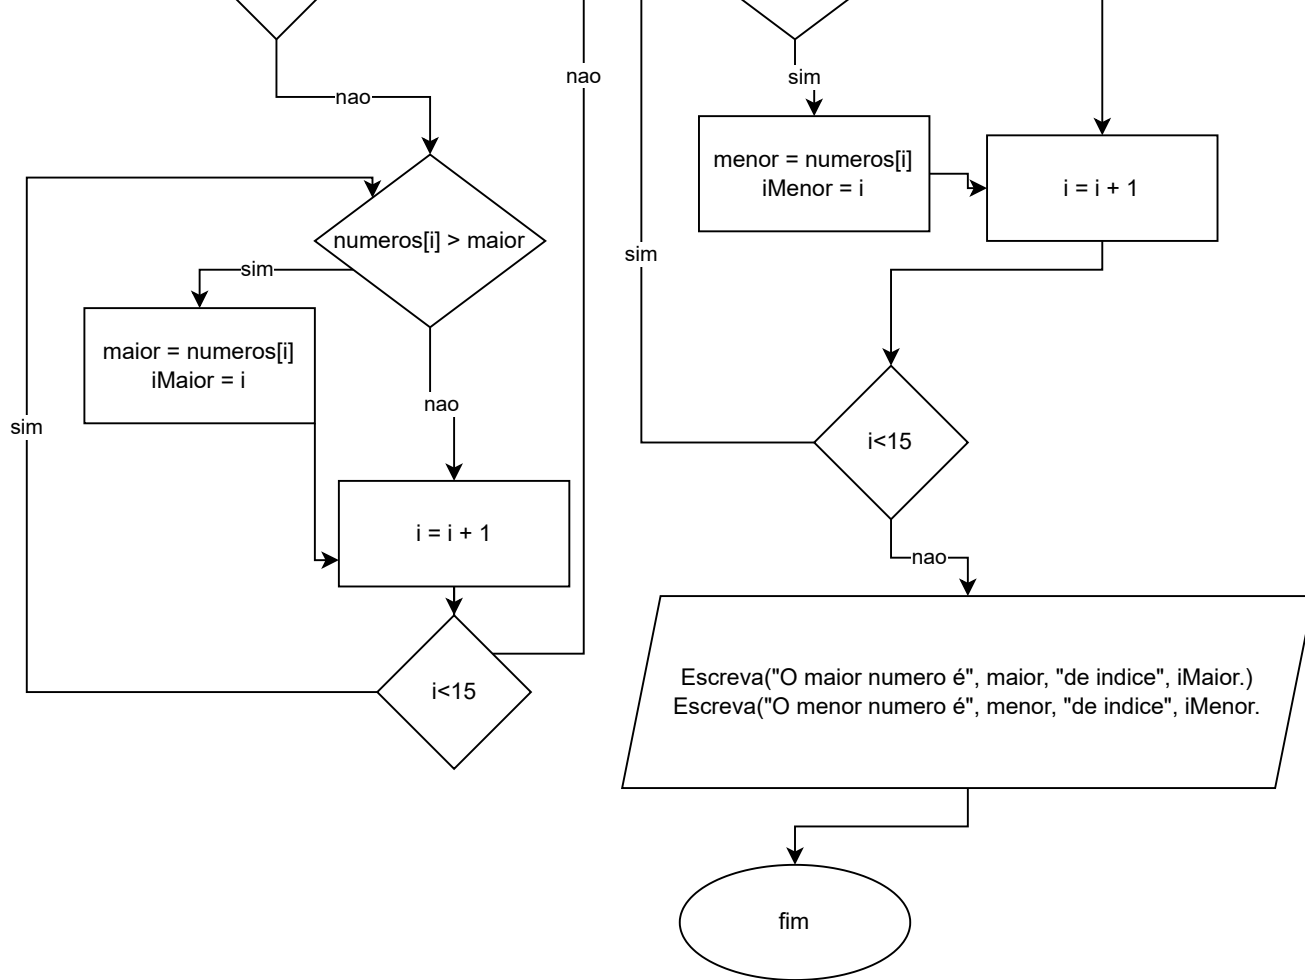 nao
numeros[i] > maior
sim
maior = numeros[i]
iMaior = i
sim
nao
i = i + 1
i<15
nao
sim
menor = numeros[i]
iMenor = i
i = i + 1
sim
i<15
nao
Escreva("O maior numero é", maior, "de indice", iMaior.)
Escreva("O menor numero é", menor, "de indice", iMenor.
fim